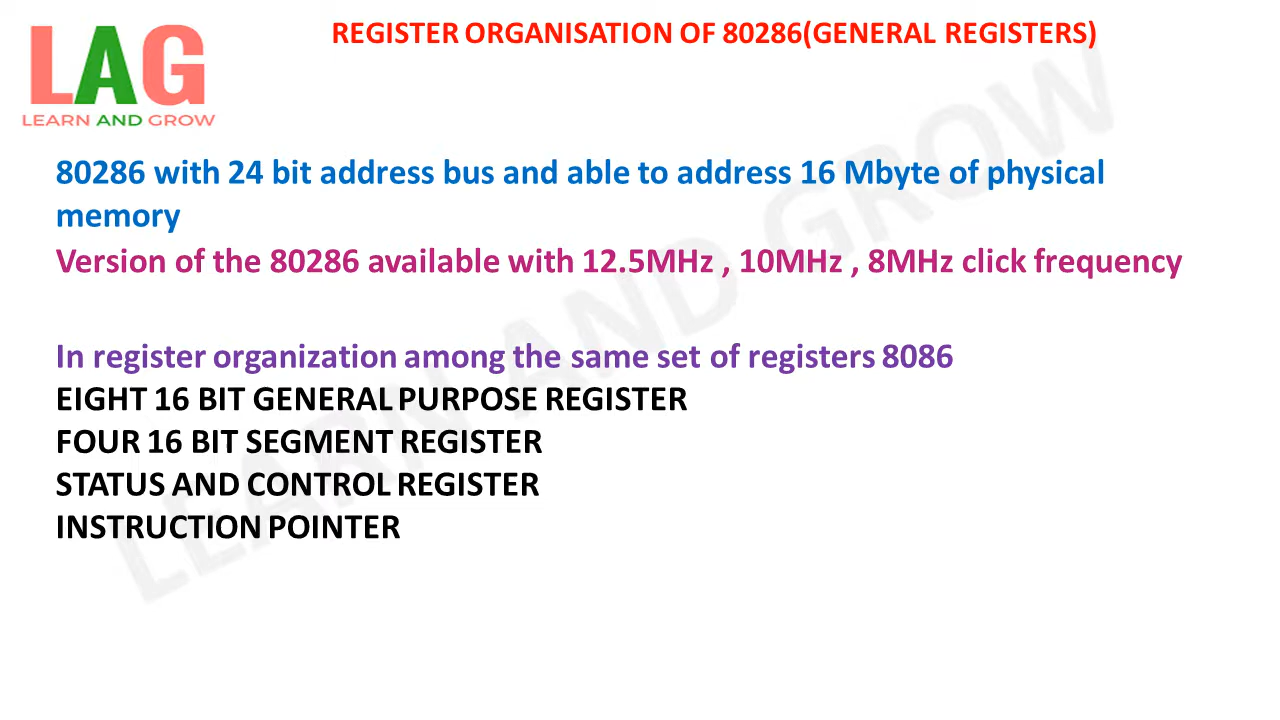 LAG
LEARN AND GROW
REGISTER ORGANISATION OF 80286(GENERAL REGISTERS)
80286 with 24 bit address bus and able to address 16 Mbyte of physical
memory
Version of the 80286 available with 12.5MHz , 10MHz , 8MHz click frequency
In register organization among the same set of registers 8086
EIGHT 16 BIT GENERAL PURPOSE REGISTER
FOUR 16 BIT SEGMENT REGISTER
STATUS AND CONTROL REGISTER
INSTRUCTION POINTER
LEARN AND GROW